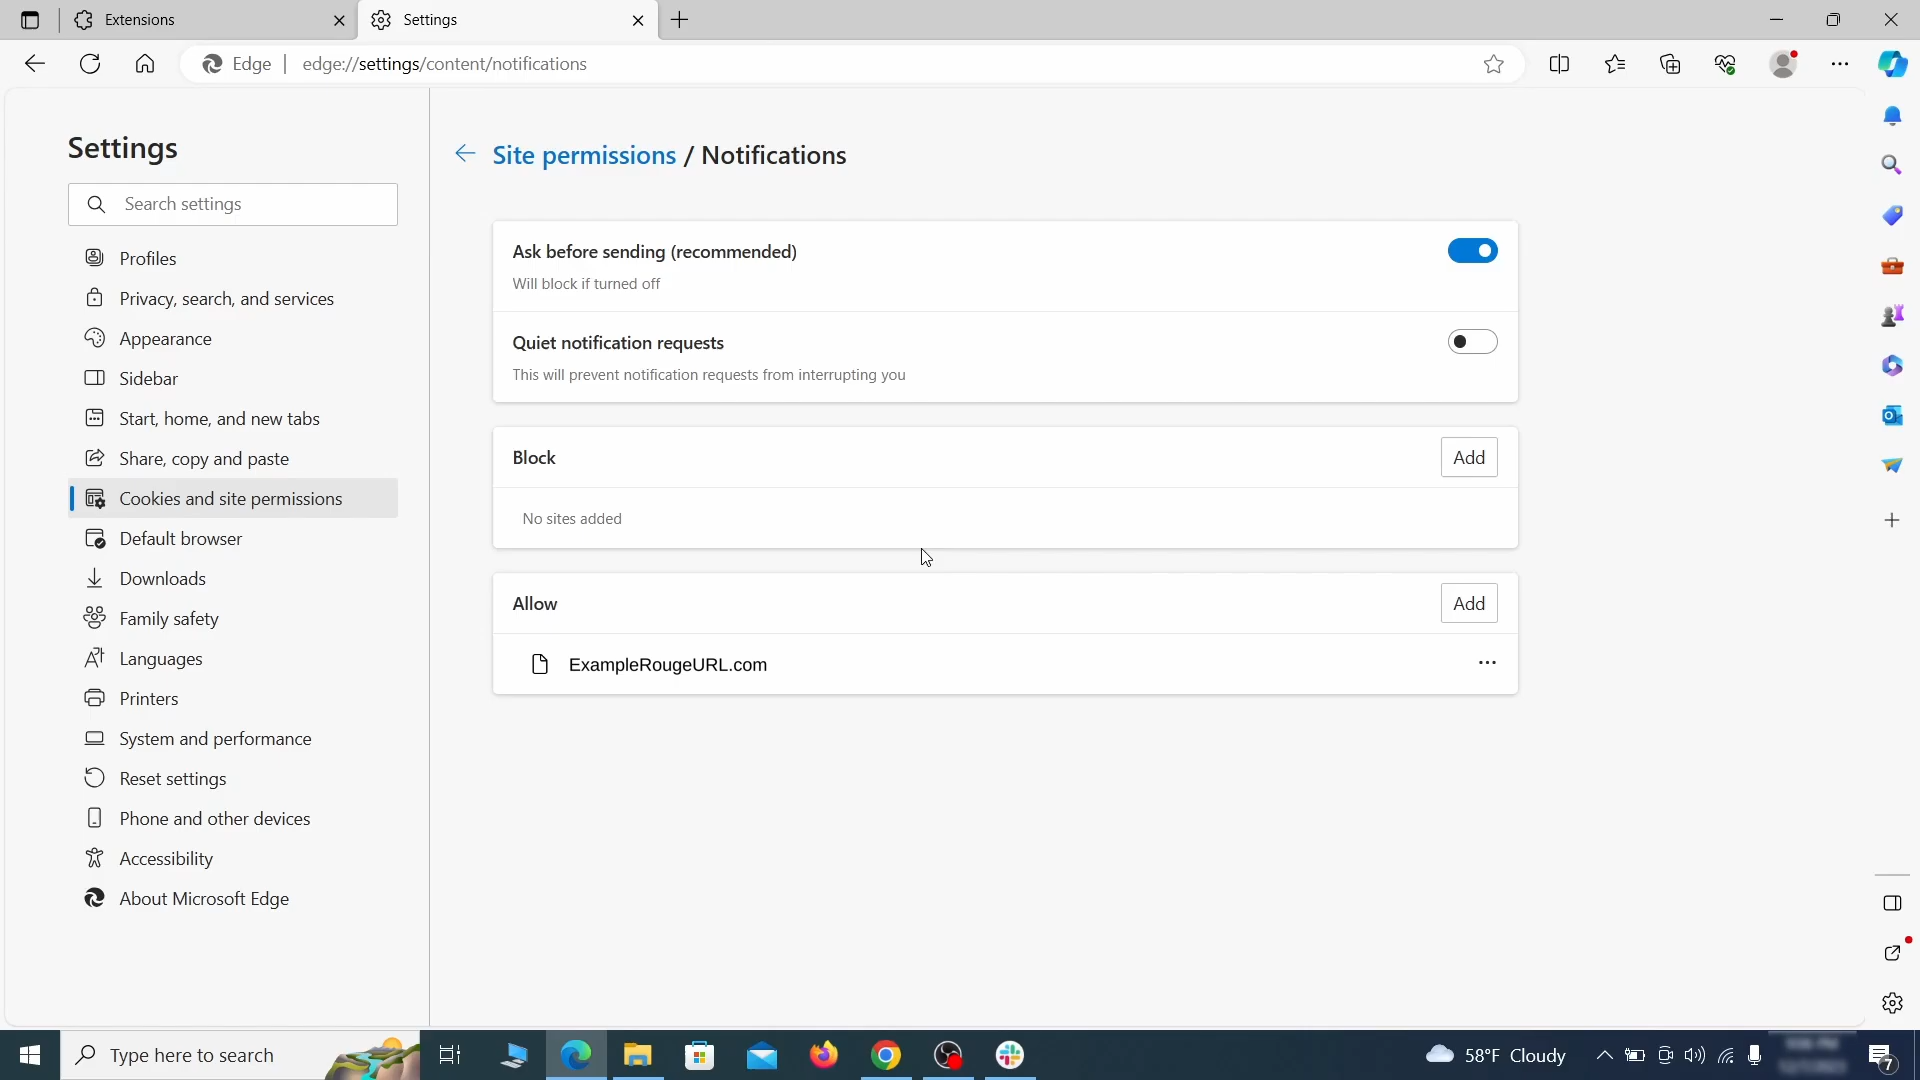 Extensions
Settings
Edge
edge://settings/content/notifications
Settings
Search settings
Profiles
Privacy, search, and services
Appearance
Sidebar
Start, home, and new tabs
Share, copy and paste
Cookies and site permissions
Default browser
Downloads
Family safety
Languages
Printers
System and performance
Reset settings
Phone and other devices
Accessibility
About Microsoft Edge
Site permissions / Notifications
Ask before sending (recommended)
Will block if turned off
Quiet notification requests
This will prevent notification requests from interrupting you
Block
Add
No sites added
Allow
Add
ExampleRougeURL.com
Type here to search
58°F Cloudy
7